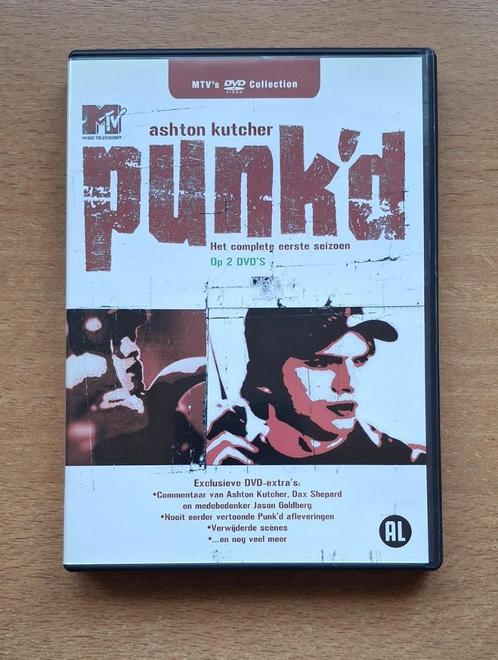 MTV's DVD VIDEO Collection
MTV
MUSIC TELEVISION®
ashton kutcher
punk'd
Het complete eerste seizoen
Op 2 DVD'S
Exclusieve DVD-extra's:
•Commentaar van Ashton Kutcher, Dax Shepard
en medebedenker Jason Goldberg
•Nooit eerder vertoonde Punk'd afleveringen
•Verwijderde scenes
•...en nog veel meer
AL